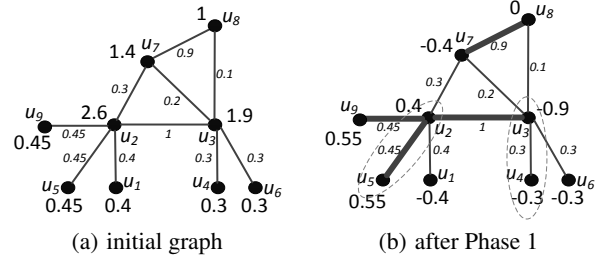 1 u8
1.4 u7 0.9
0.3 0.2 0.1
u9 2.6 1.9
0.45 0.45 u2 1 u3
0.45 0.4 0.3 0.3
u5 u1 u4 u6
0.45 0.4 0.3 0.3
(a) initial graph
0 u8
-0.4 u7 0.9
0.3 0.2 0.1
u9 0.4 -0.9
0.55 0.45 u2 1 u3
0.45 0.4 0.3 0.3
u5 u1 u4 u6
0.55 -0.4 -0.3 -0.3
(b) after Phase 1